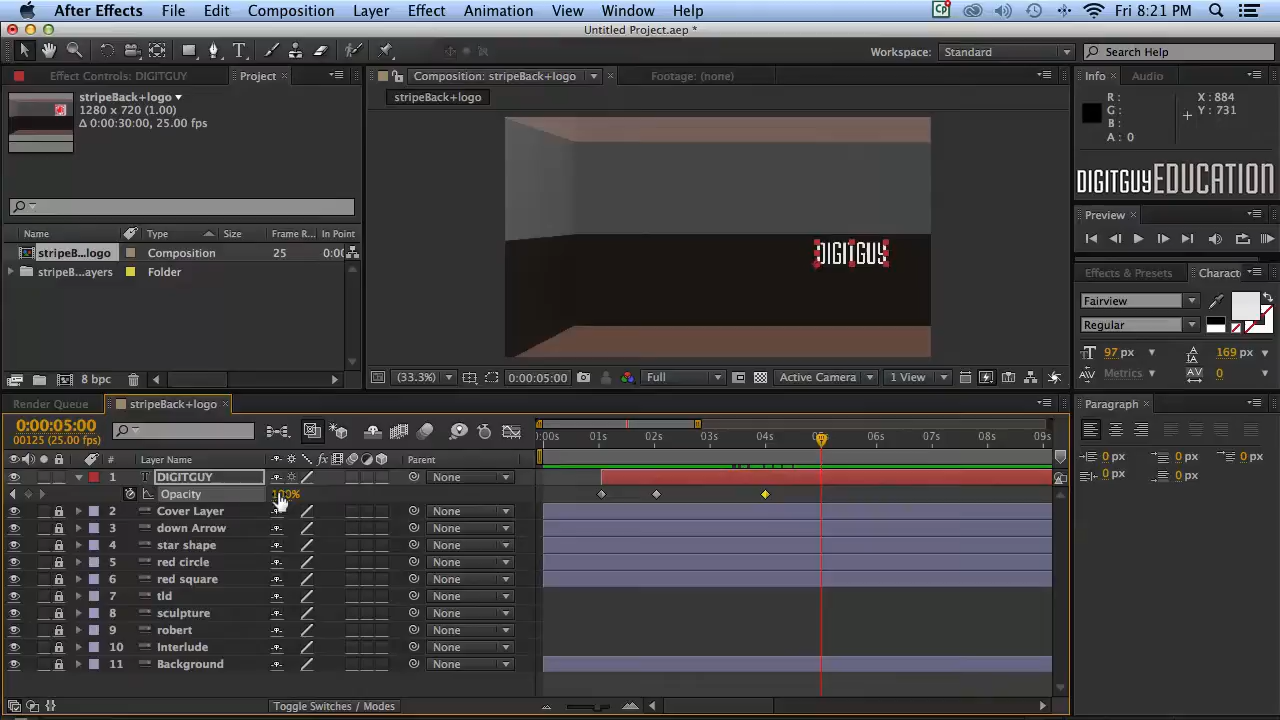 After Effects File Edit Composition Layer Effect Animation View Window Help Fri 8:21 PM
Untitled Project.aep *
Workspace: Standard Search Help
Effect Controls: DIGITGUY Project Composition: stripeBack+logo Footage: (none) Info Audio
stripeBack+logo
1280 x 720 (1.00)
Δ 0:00:30:00, 25.00 fps
stripeBack+logo
R :
G :
B :
A : 0
X : 884
Y : 731
DIGITGUYEDUCATION
Preview
Name Type Size Frame R... In Point
stripeB...logo Composition 25 0:00
stripeB...ayers Folder
DIGITGUY
Effects & Presets Charact
Fairview
Regular
97 px 169 px
Metrics 0
8 bpc
(33.3%) 0:00:05:00 Full Active Camera 1 View
Render Queue stripeBack+logo
Paragraph
0 px 0 px 0 px
0 px 0 px
0:00:05:00
00125 (25.00 fps)
0:00s 01s 02s 03s 04s 05s 06s 07s 08s 09s
# Layer Name fx Parent
1 T DIGITGUY None
Opacity 100%
2 Cover Layer None
3 down Arrow None
4 star shape None
5 red circle None
6 red square None
7 tld None
8 sculpture None
9 robert None
10 Interlude None
11 Background None
Toggle Switches / Modes